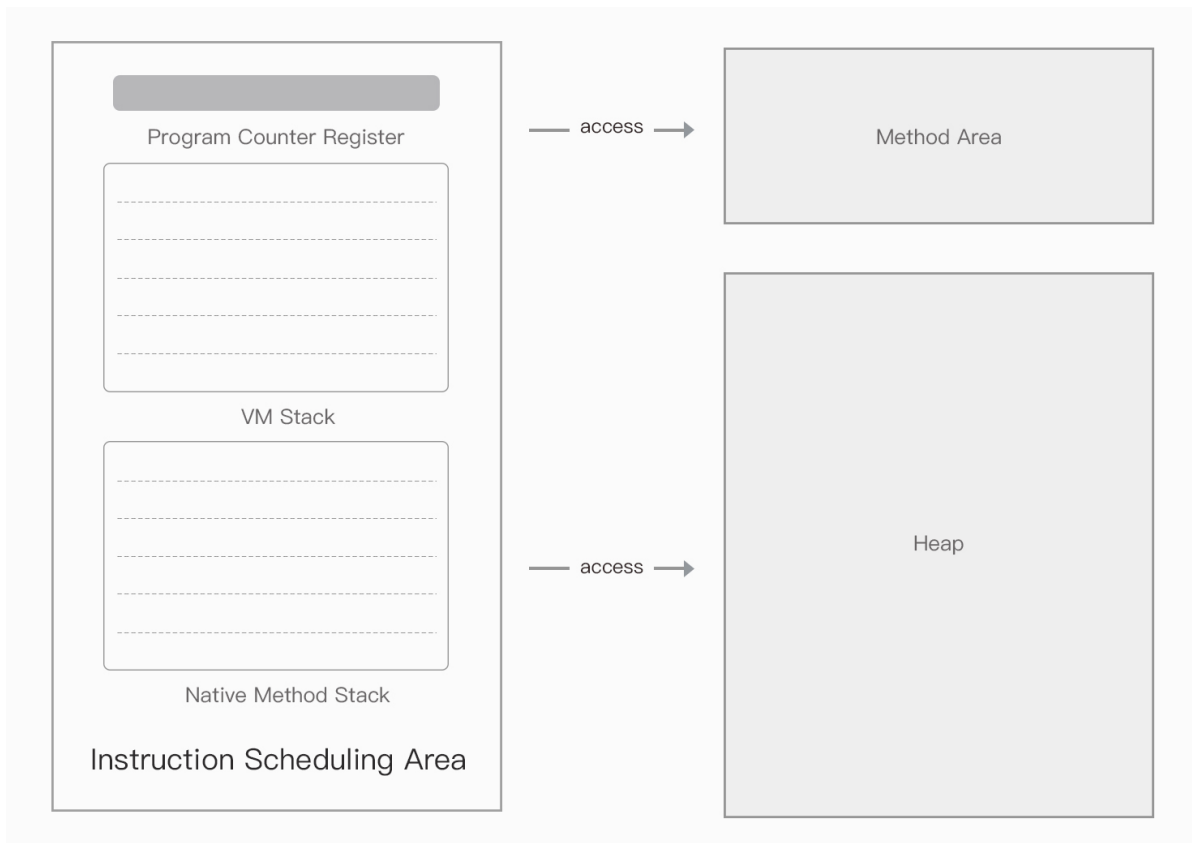 Program Counter Register
VM Stack
Native Method Stack
Instruction Scheduling Area
access
access
Method Area
Heap